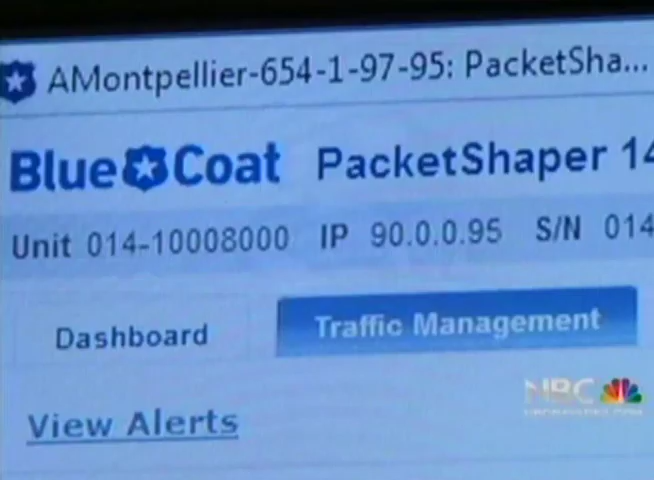 AMontpellier-654-1-97-95: PacketSha...
Blue Coat PacketShaper 14
Unit 014-10008000 IP 90.0.0.95 S/N 014
Dashboard Traffic Management
View Alerts
NBC